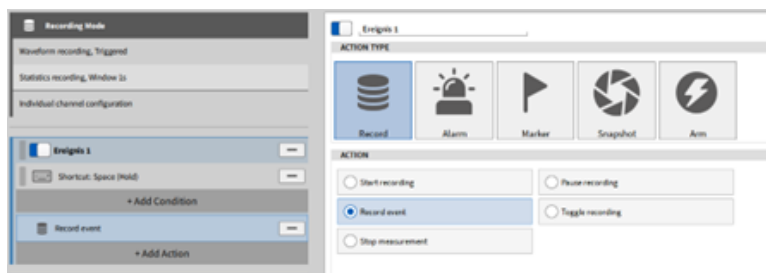 Recording Mode
Waveform recording, Triggered
Statistics recording, Window 1s
Individual channel configuration
Ereignis 1
Shortcut: Space (Hold)
+ Add Condition
Record event
+ Add Action
Ereignis 1
ACTION TYPE
Record
Alarm
Marker
Snapshot
Arm
ACTION
Start recording
Pause recording
Record event
Toggle recording
Stop measurement